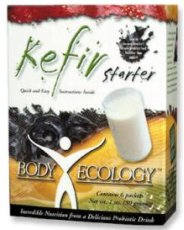 Kefir
starter
Quick and Easy Instructions Inside
BODY ECOLOGY
Contains 6 packets
Incredible Nutrition from a Delicious Probiotic Drink